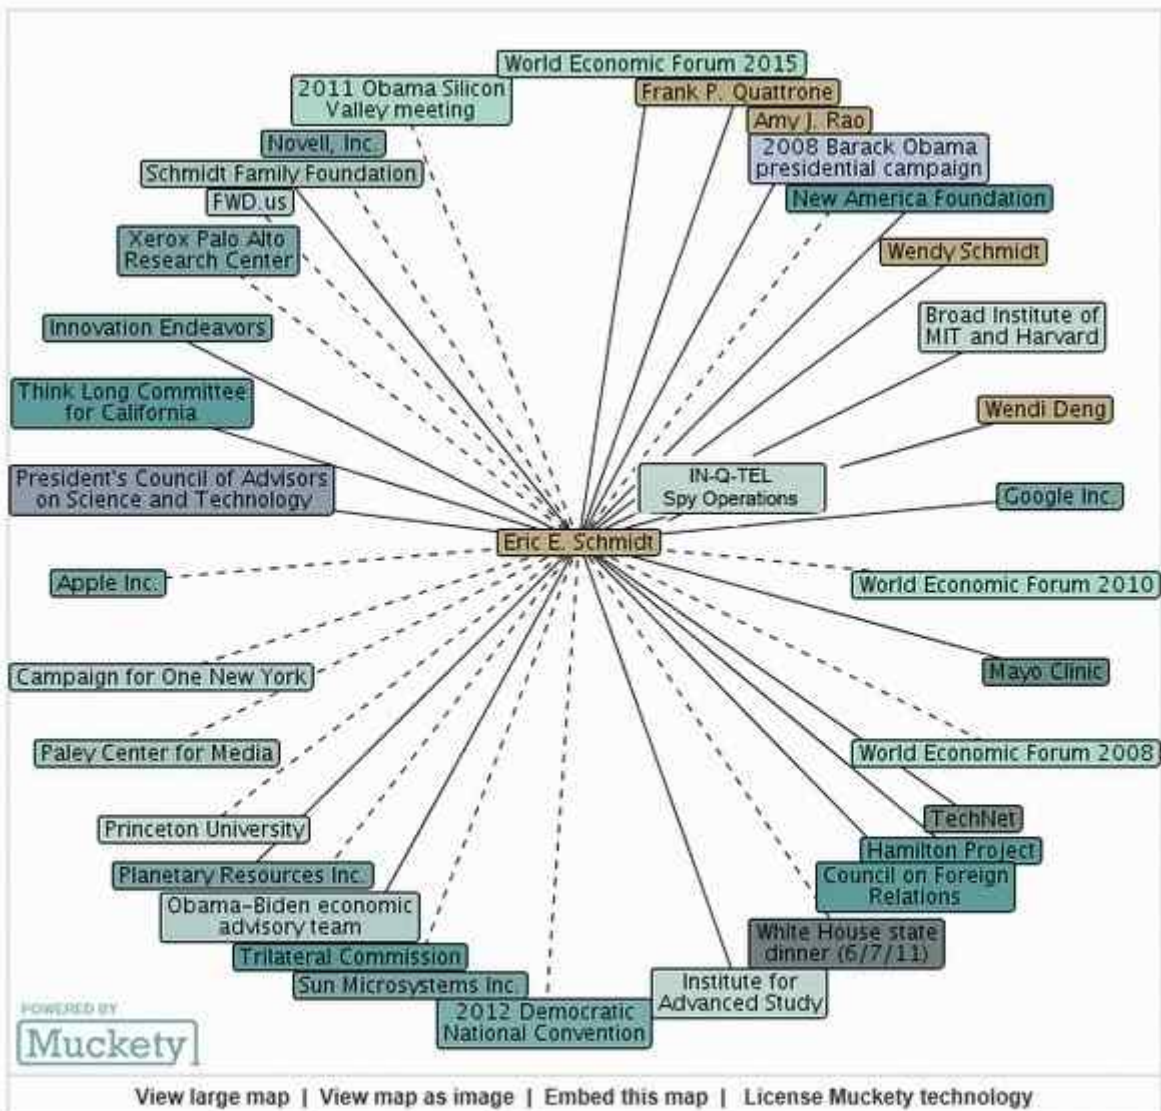 World Economic Forum 2015
2011 Obama Silicon
Valley meeting
Frank P. Quattrone
Amy J. Rao
Novell, Inc.
2008 Barack Obama
presidential campaign
Schmidt Family Foundation
FWD.us
New America Foundation
Xerox Palo Alto
Research Center
Wendy Schmidt
Innovation Endeavors
Broad Institute of
MIT and Harvard
Think Long Committee
for California
Wendi Deng
President's Council of Advisors
on Science and Technology
IN-Q-TEL
Spy Operations
Google Inc.
Eric E. Schmidt
Apple Inc.
World Economic Forum 2010
Campaign for One New York
Mayo Clinic
Paley Center for Media
World Economic Forum 2008
Princeton University
TechNet
Hamilton Project
Planetary Resources Inc.
Council on Foreign
Relations
Obama-Biden economic
advisory team
White House state
dinner (6/7/11)
Trilateral Commission
Sun Microsystems Inc.
Institute for
Advanced Study
2012 Democratic
National Convention
POWERED BY
Muckety
View large map | View map as image | Embed this map | License Muckety technology